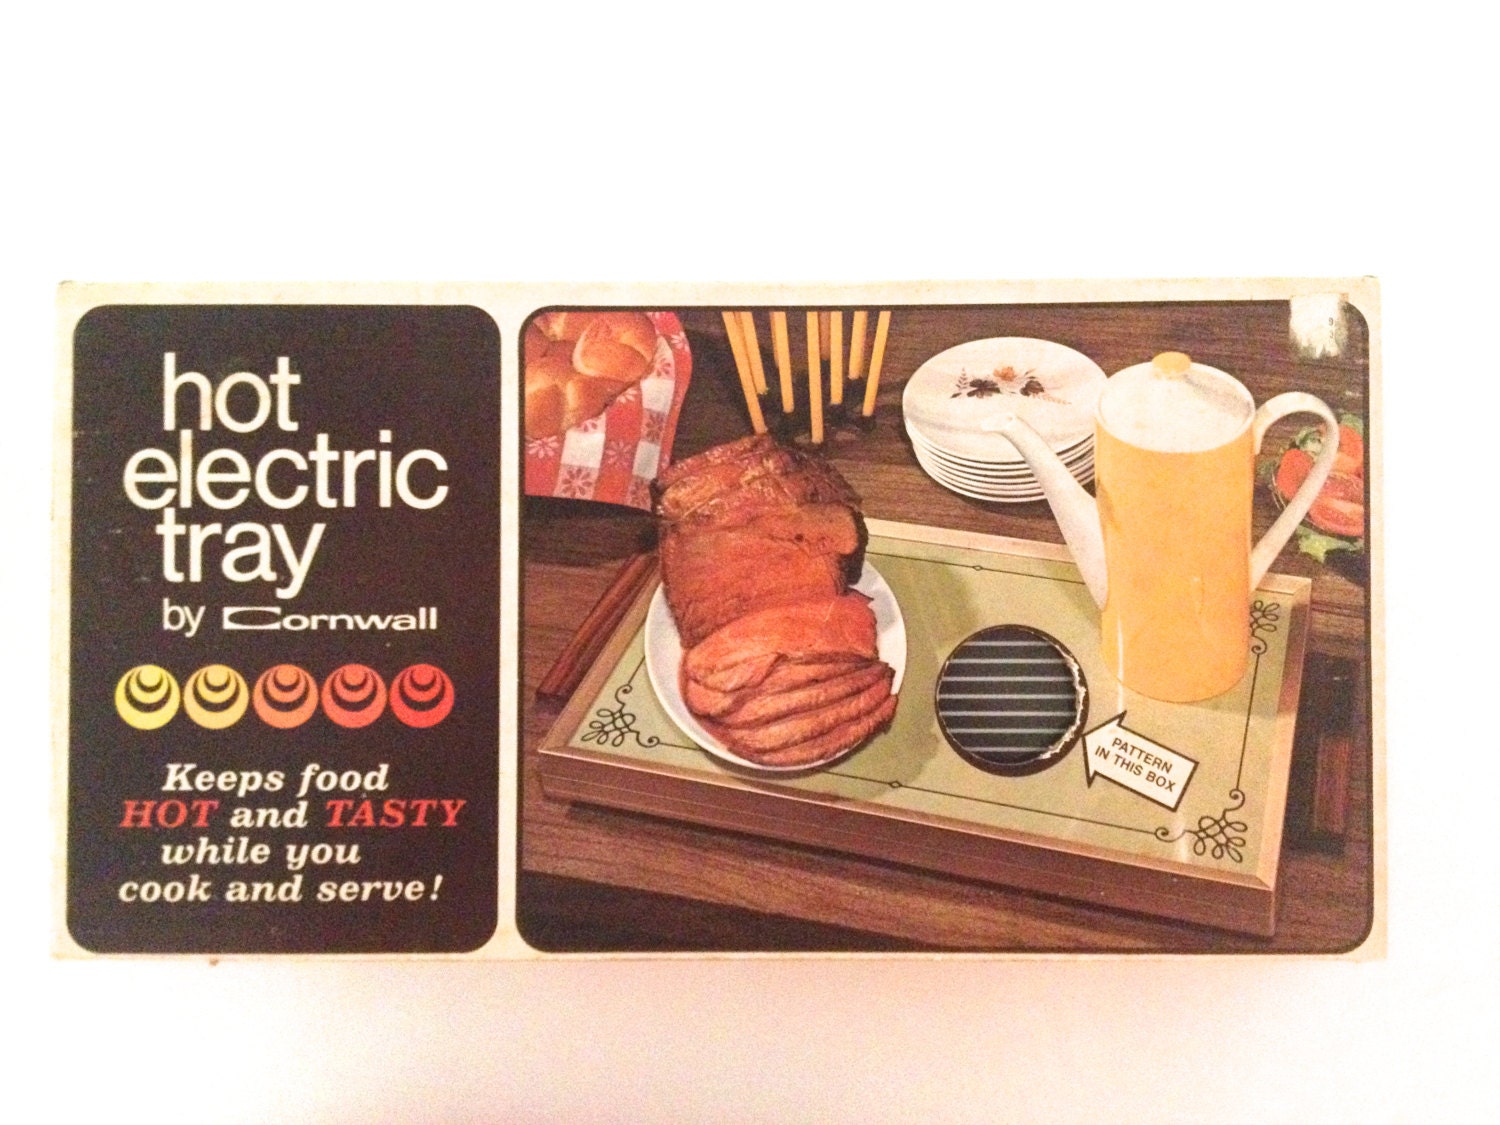 hot
electric
tray
by Cornwall
Keeps food
HOT and TASTY
while you
cook and serve!
PATTERN
IN THIS BOX